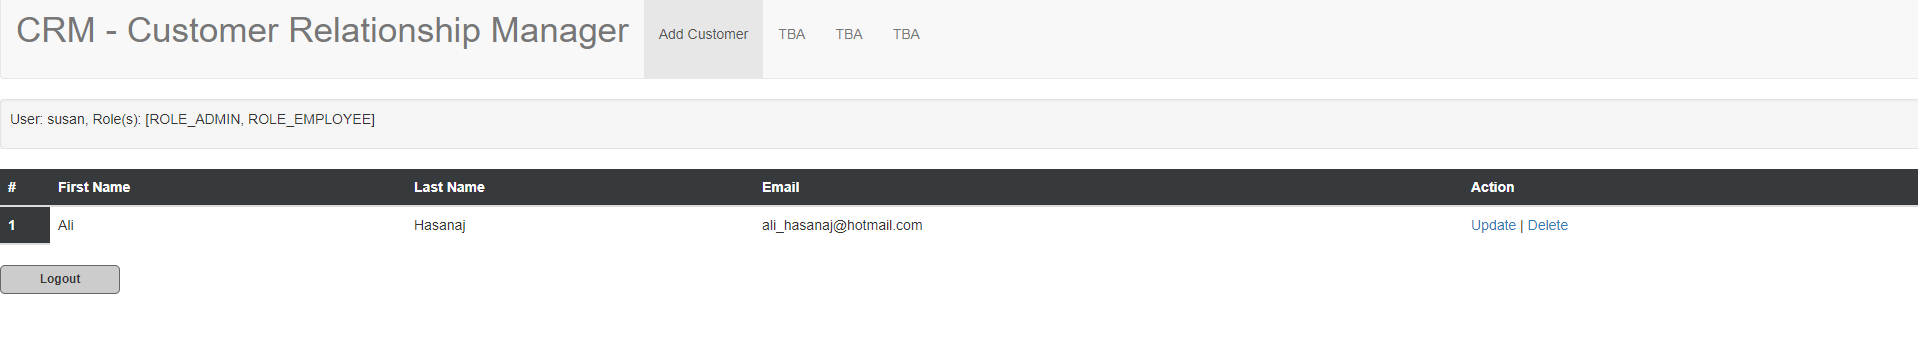 CRM - Customer Relationship Manager Add Customer TBA TBA TBA
User: susan, Role(s): [ROLE_ADMIN, ROLE_EMPLOYEE]
# First Name Last Name Email Action
1 Ali Hasanaj ali_hasanaj@hotmail.com Update | Delete
Logout